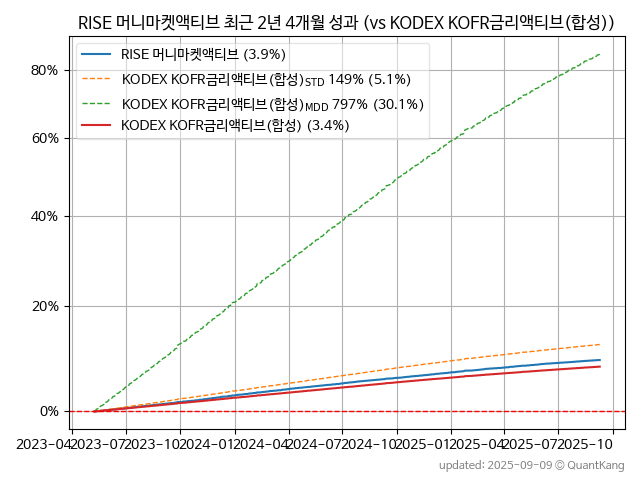 RISE 머니마켓액티브 최근 2년 4개월 성과 (vs KODEX KOFR금리액티브(합성))
RISE 머니마켓액티브 (3.9%)
KODEX KOFR금리액티브(합성)STD 149% (5.1%)
KODEX KOFR금리액티브(합성)MDD 797% (30.1%)
KODEX KOFR금리액티브(합성) (3.4%)
80%
60%
40%
20%
0%
2023-04 2023-07 2023-10 2024-01 2024-04 2024-07 2024-10 2025-01 2025-04 2025-07 2025-10
updated: 2025-09-09 © QuantKang